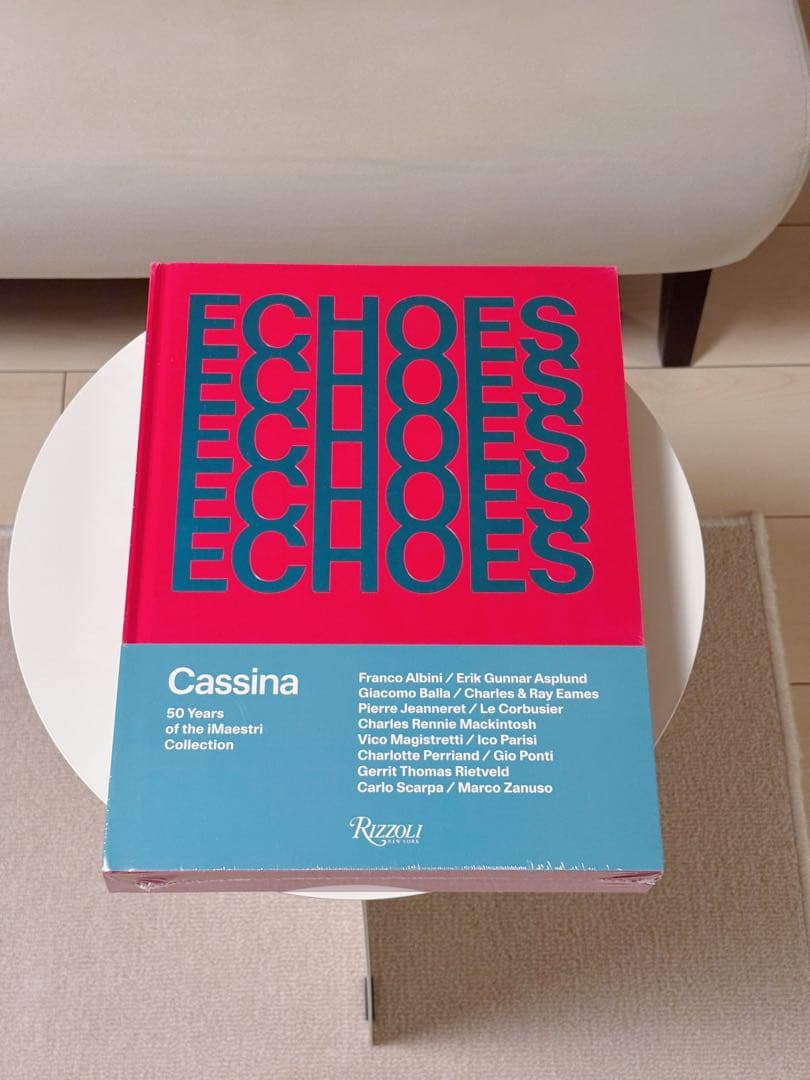 ECHOES
ECHOES
ECHOES
ECHOES
ECHOES
Cassina
50 Years
of the iMaestri
Collection
Franco Albini / Erik Gunnar Asplund
Giacomo Balla / Charles & Ray Eames
Pierre Jeanneret / Le Corbusier
Charles Rennie Mackintosh
Vico Magistretti / Ico Parisi
Charlotte Perriand / Gio Ponti
Gerrit Thomas Rietveld
Carlo Scarpa / Marco Zanuso
RIZZOLI
NEW YORK